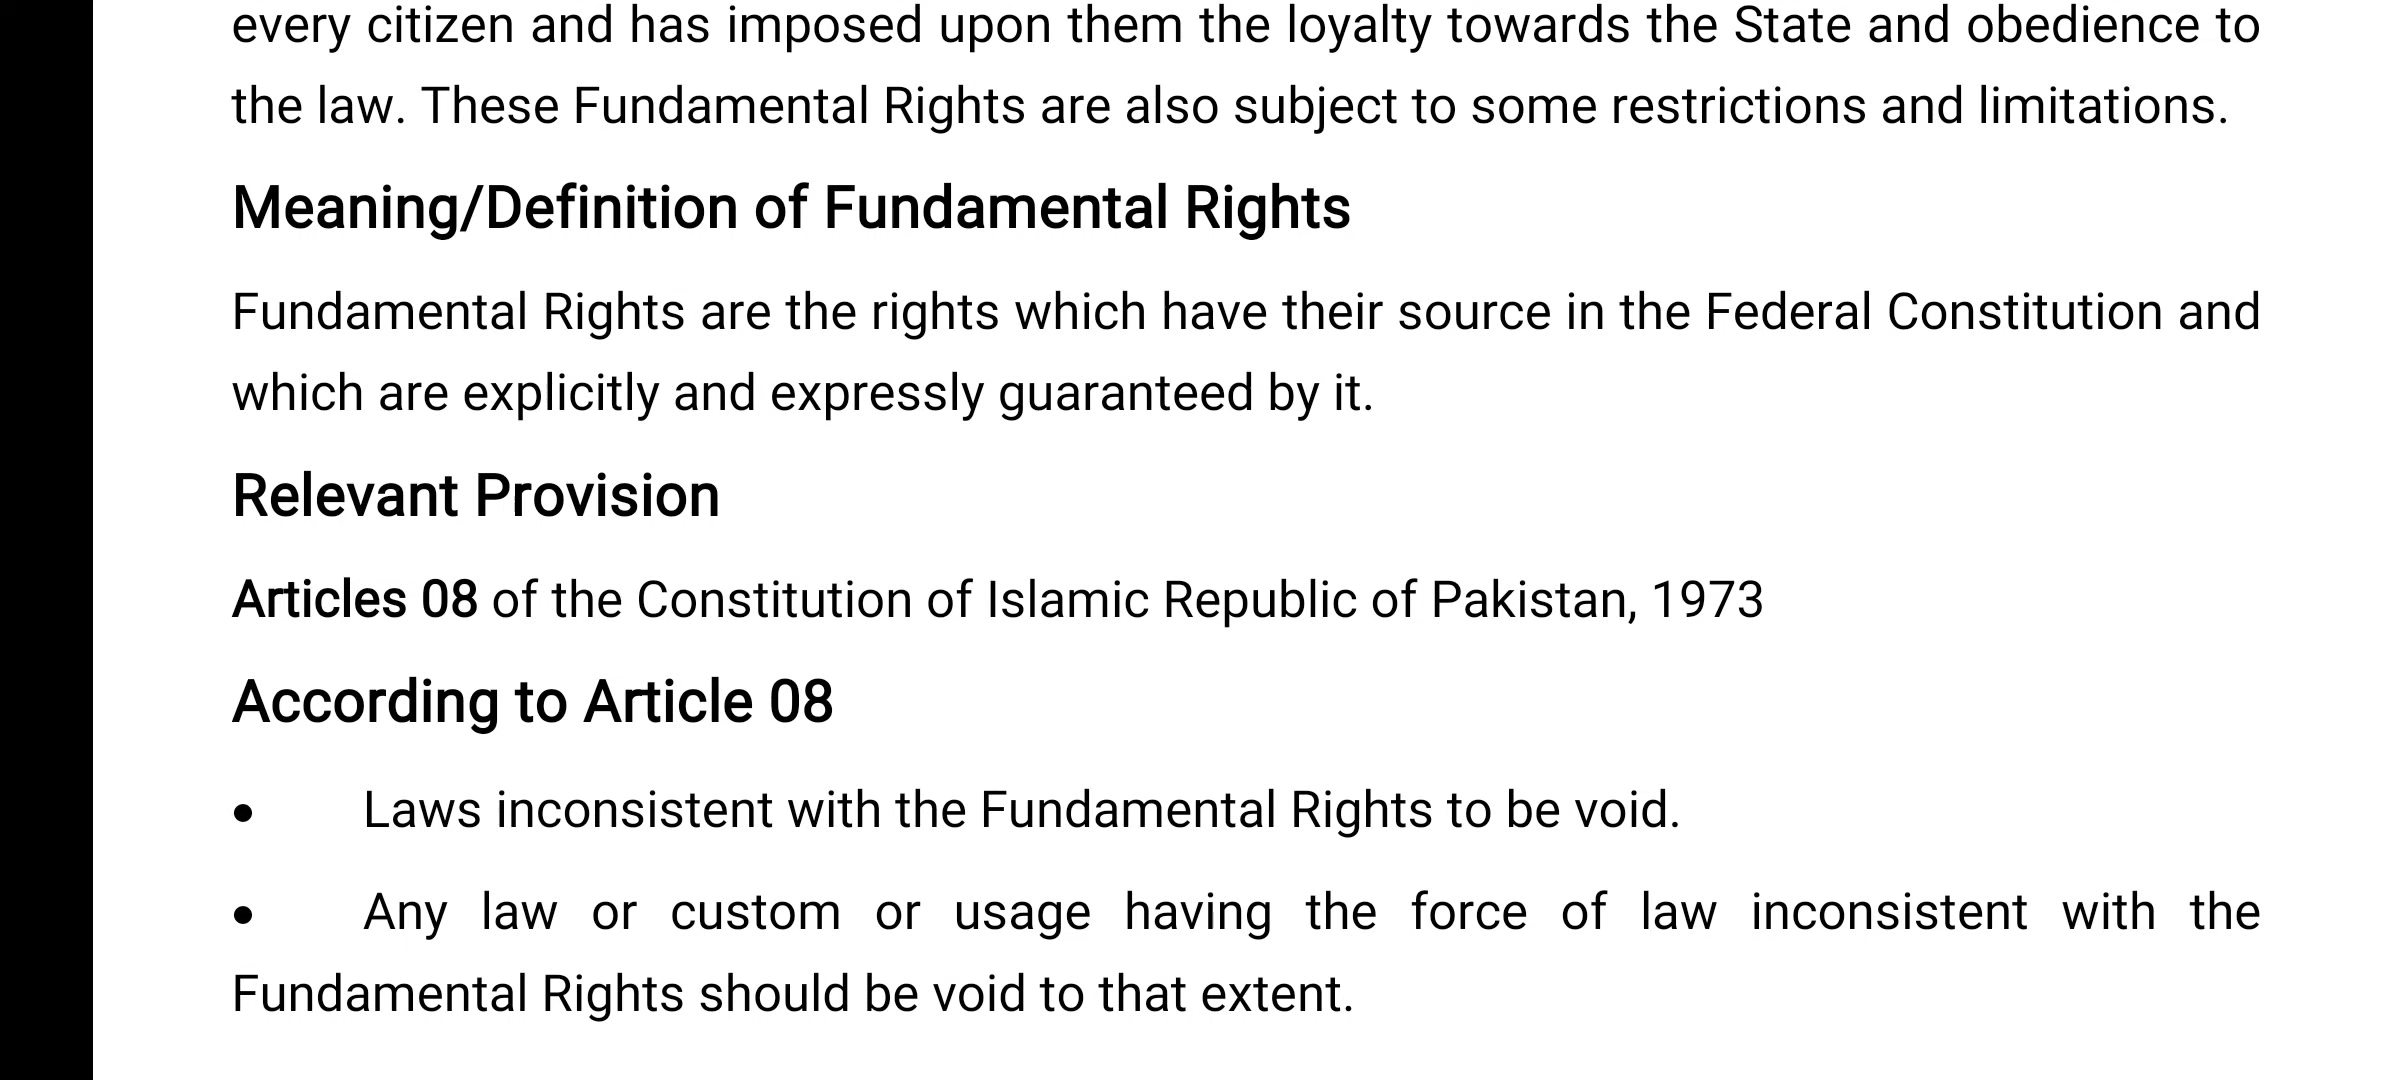 every citizen and has imposed upon them the loyalty towards the State and obedience to
the law. These Fundamental Rights are also subject to some restrictions and limitations.
Meaning/Definition of Fundamental Rights
Fundamental Rights are the rights which have their source in the Federal Constitution and
which are explicitly and expressly guaranteed by it.
Relevant Provision
Articles 08 of the Constitution of Islamic Republic of Pakistan, 1973
According to Article 08
• Laws inconsistent with the Fundamental Rights to be void.
• Any law or custom or usage having the force of law inconsistent with the
Fundamental Rights should be void to that extent.